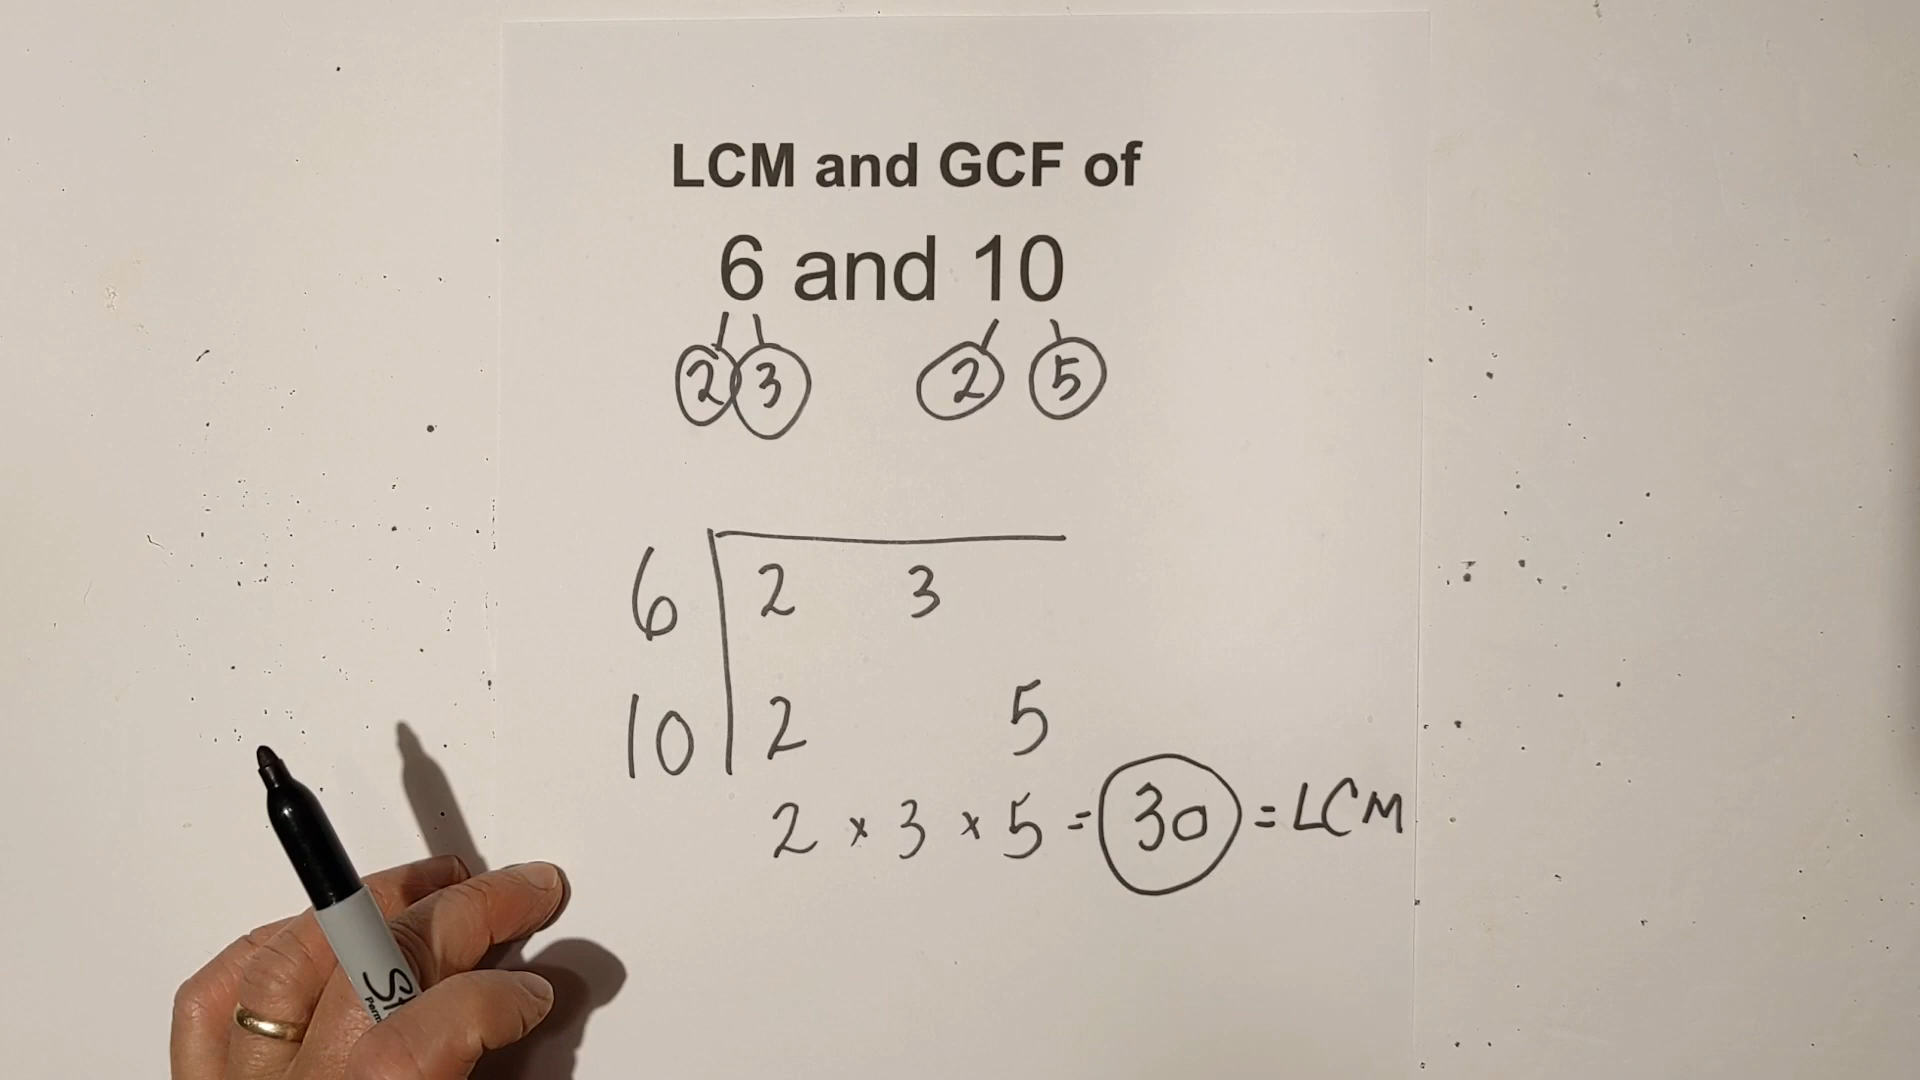 LCM and GCF of
6 and 10
2 3 2 5
6 2 3
10 2 5
2 × 3 × 5 = 30 = LCM